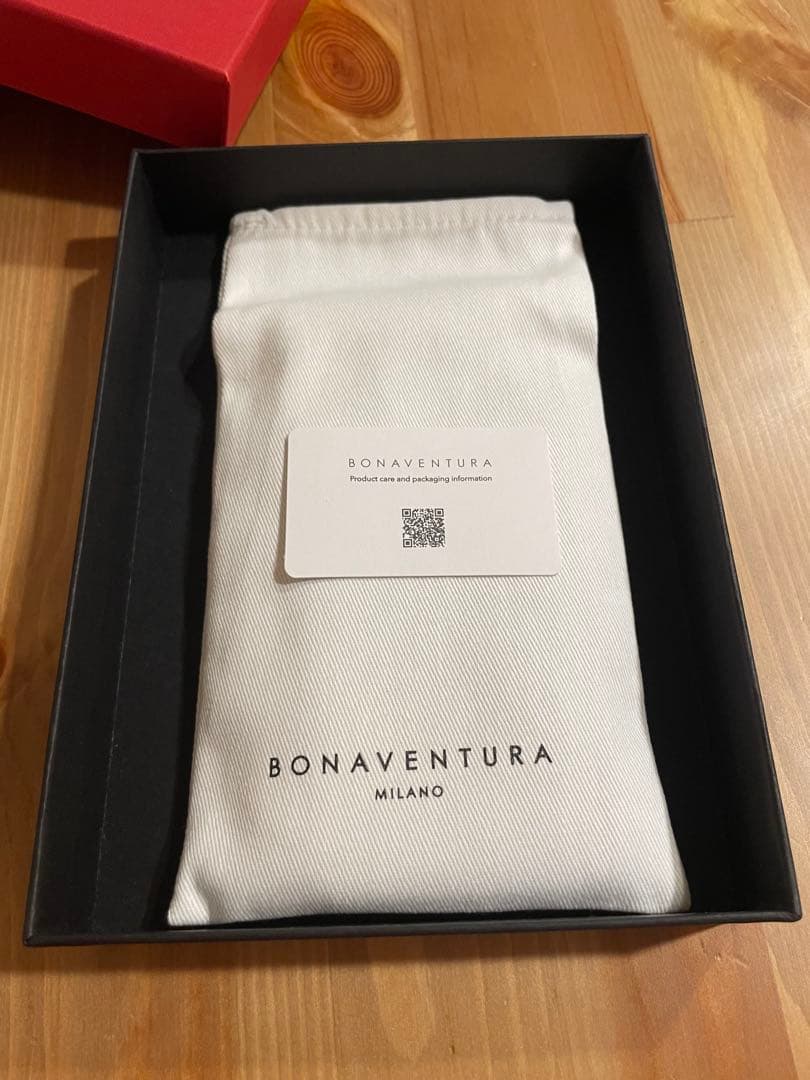 BONAVENTURA
Product care and packaging information
BONAVENTURA
MILANO